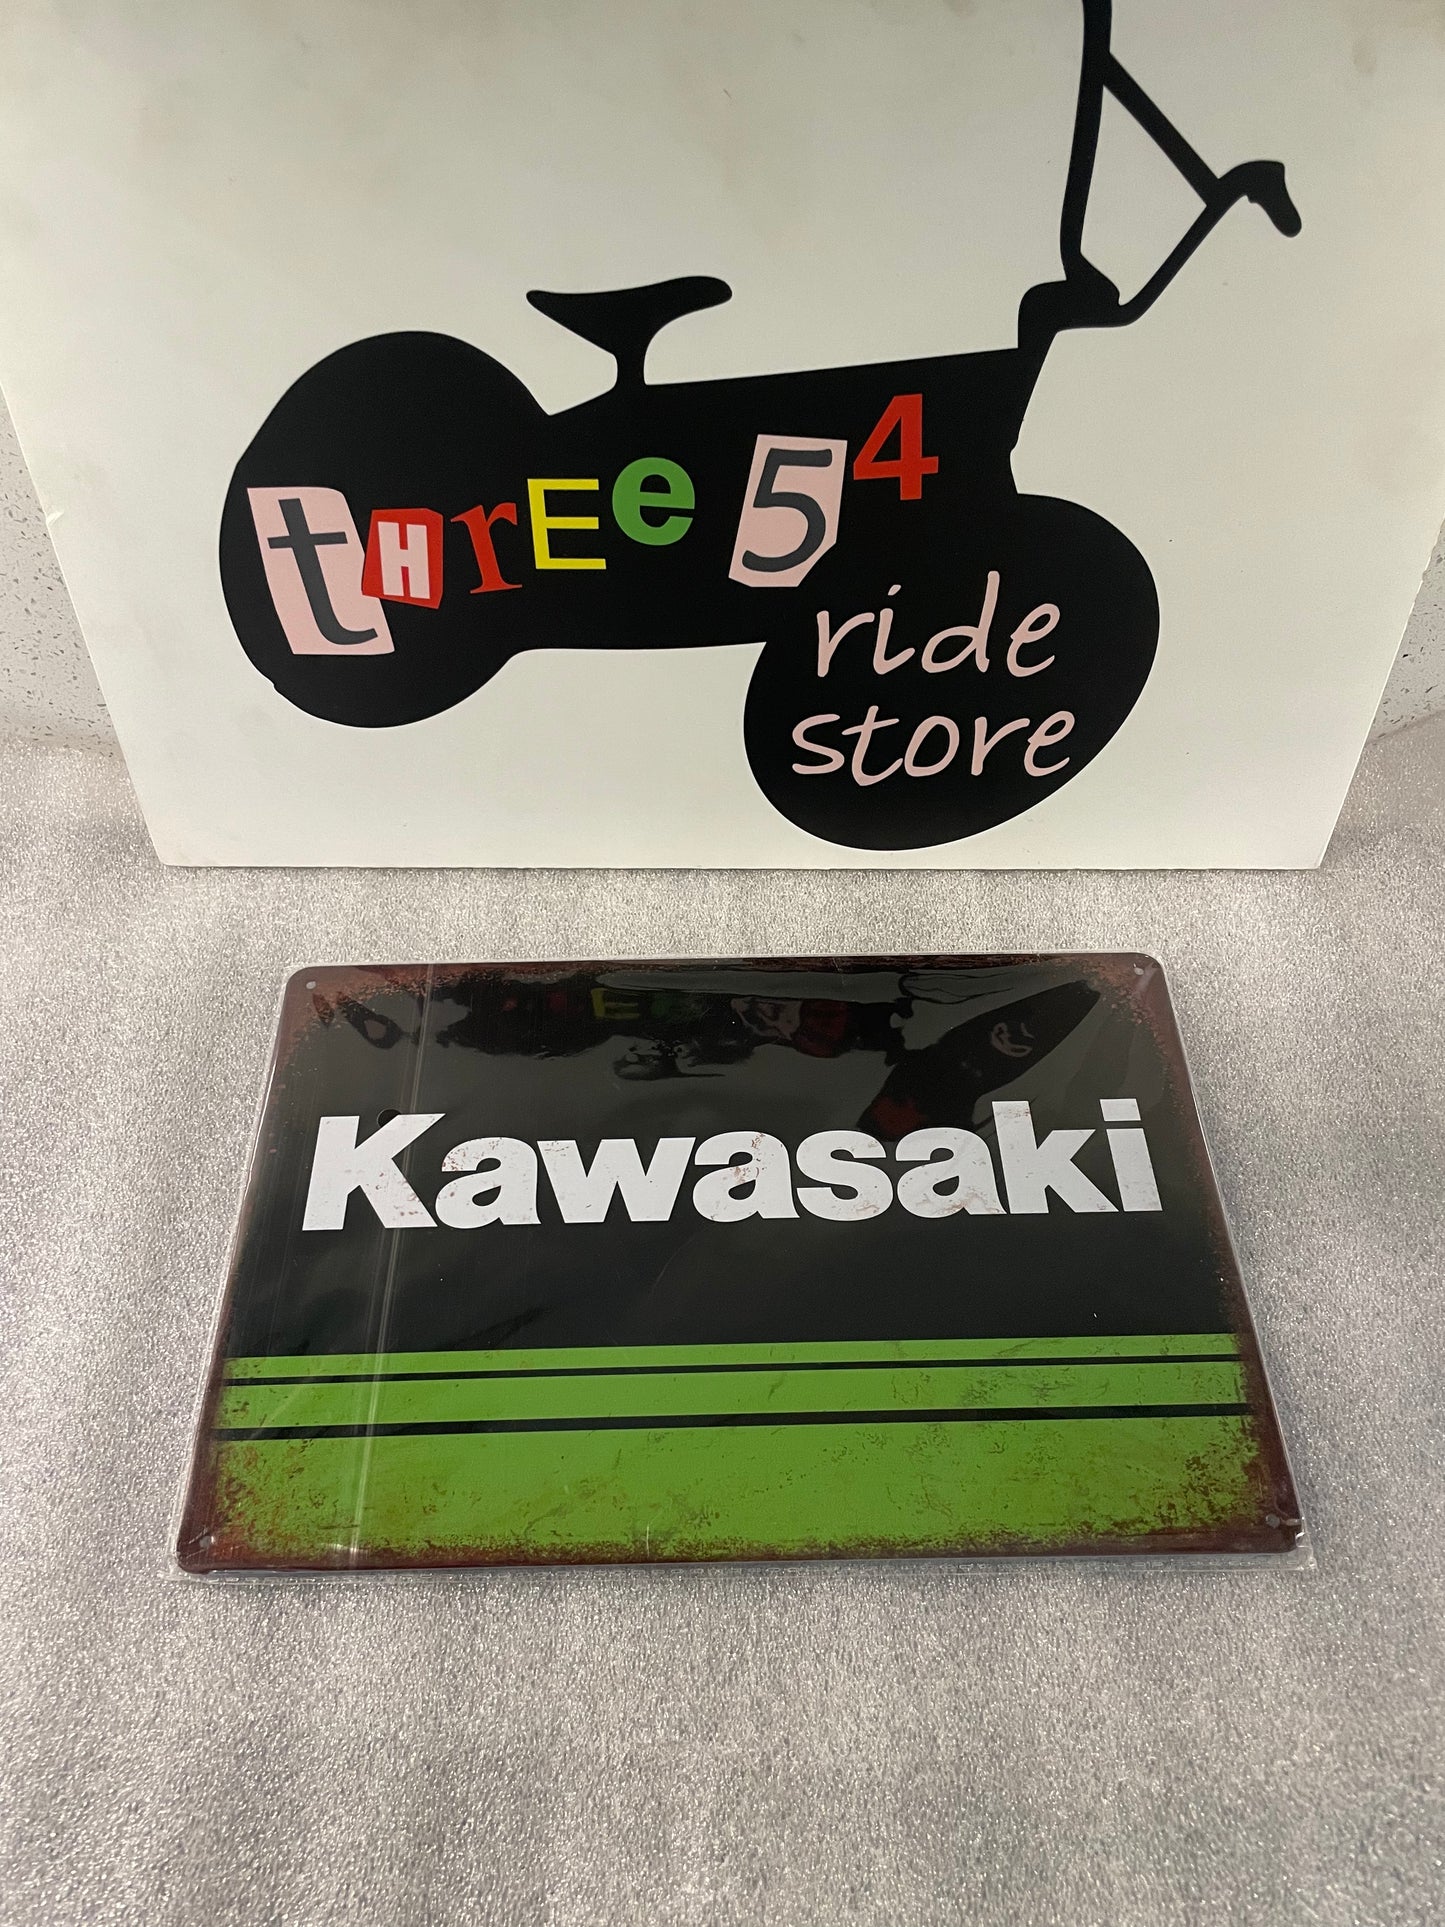 tHrEe 54
ride
store
Kawasaki